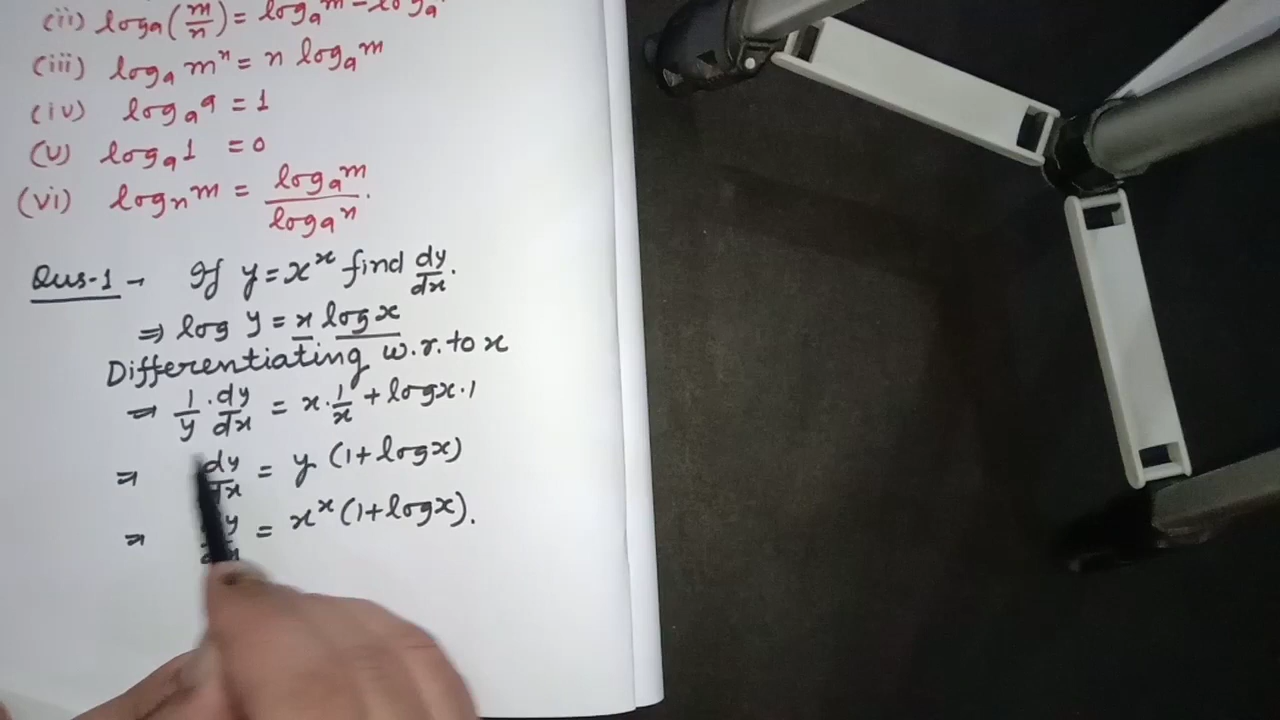 (ii) logₐ(m/n) = logₐm - logₐ
(iii) logₐ mⁿ = n logₐm
(iv) logₐa = 1
(v) logₐ1 = 0
(vi) logₙm = logₐm / logₐn.
Qus-1 → If y = xˣ find dy/dx.
⇒ log y = x log x
Differentiating w.r. to x
⇒ 1/y . dy/dx = x . 1/x + log x . 1
⇒ dy/dx = y (1 + log x)
⇒ = xˣ (1 + log x).